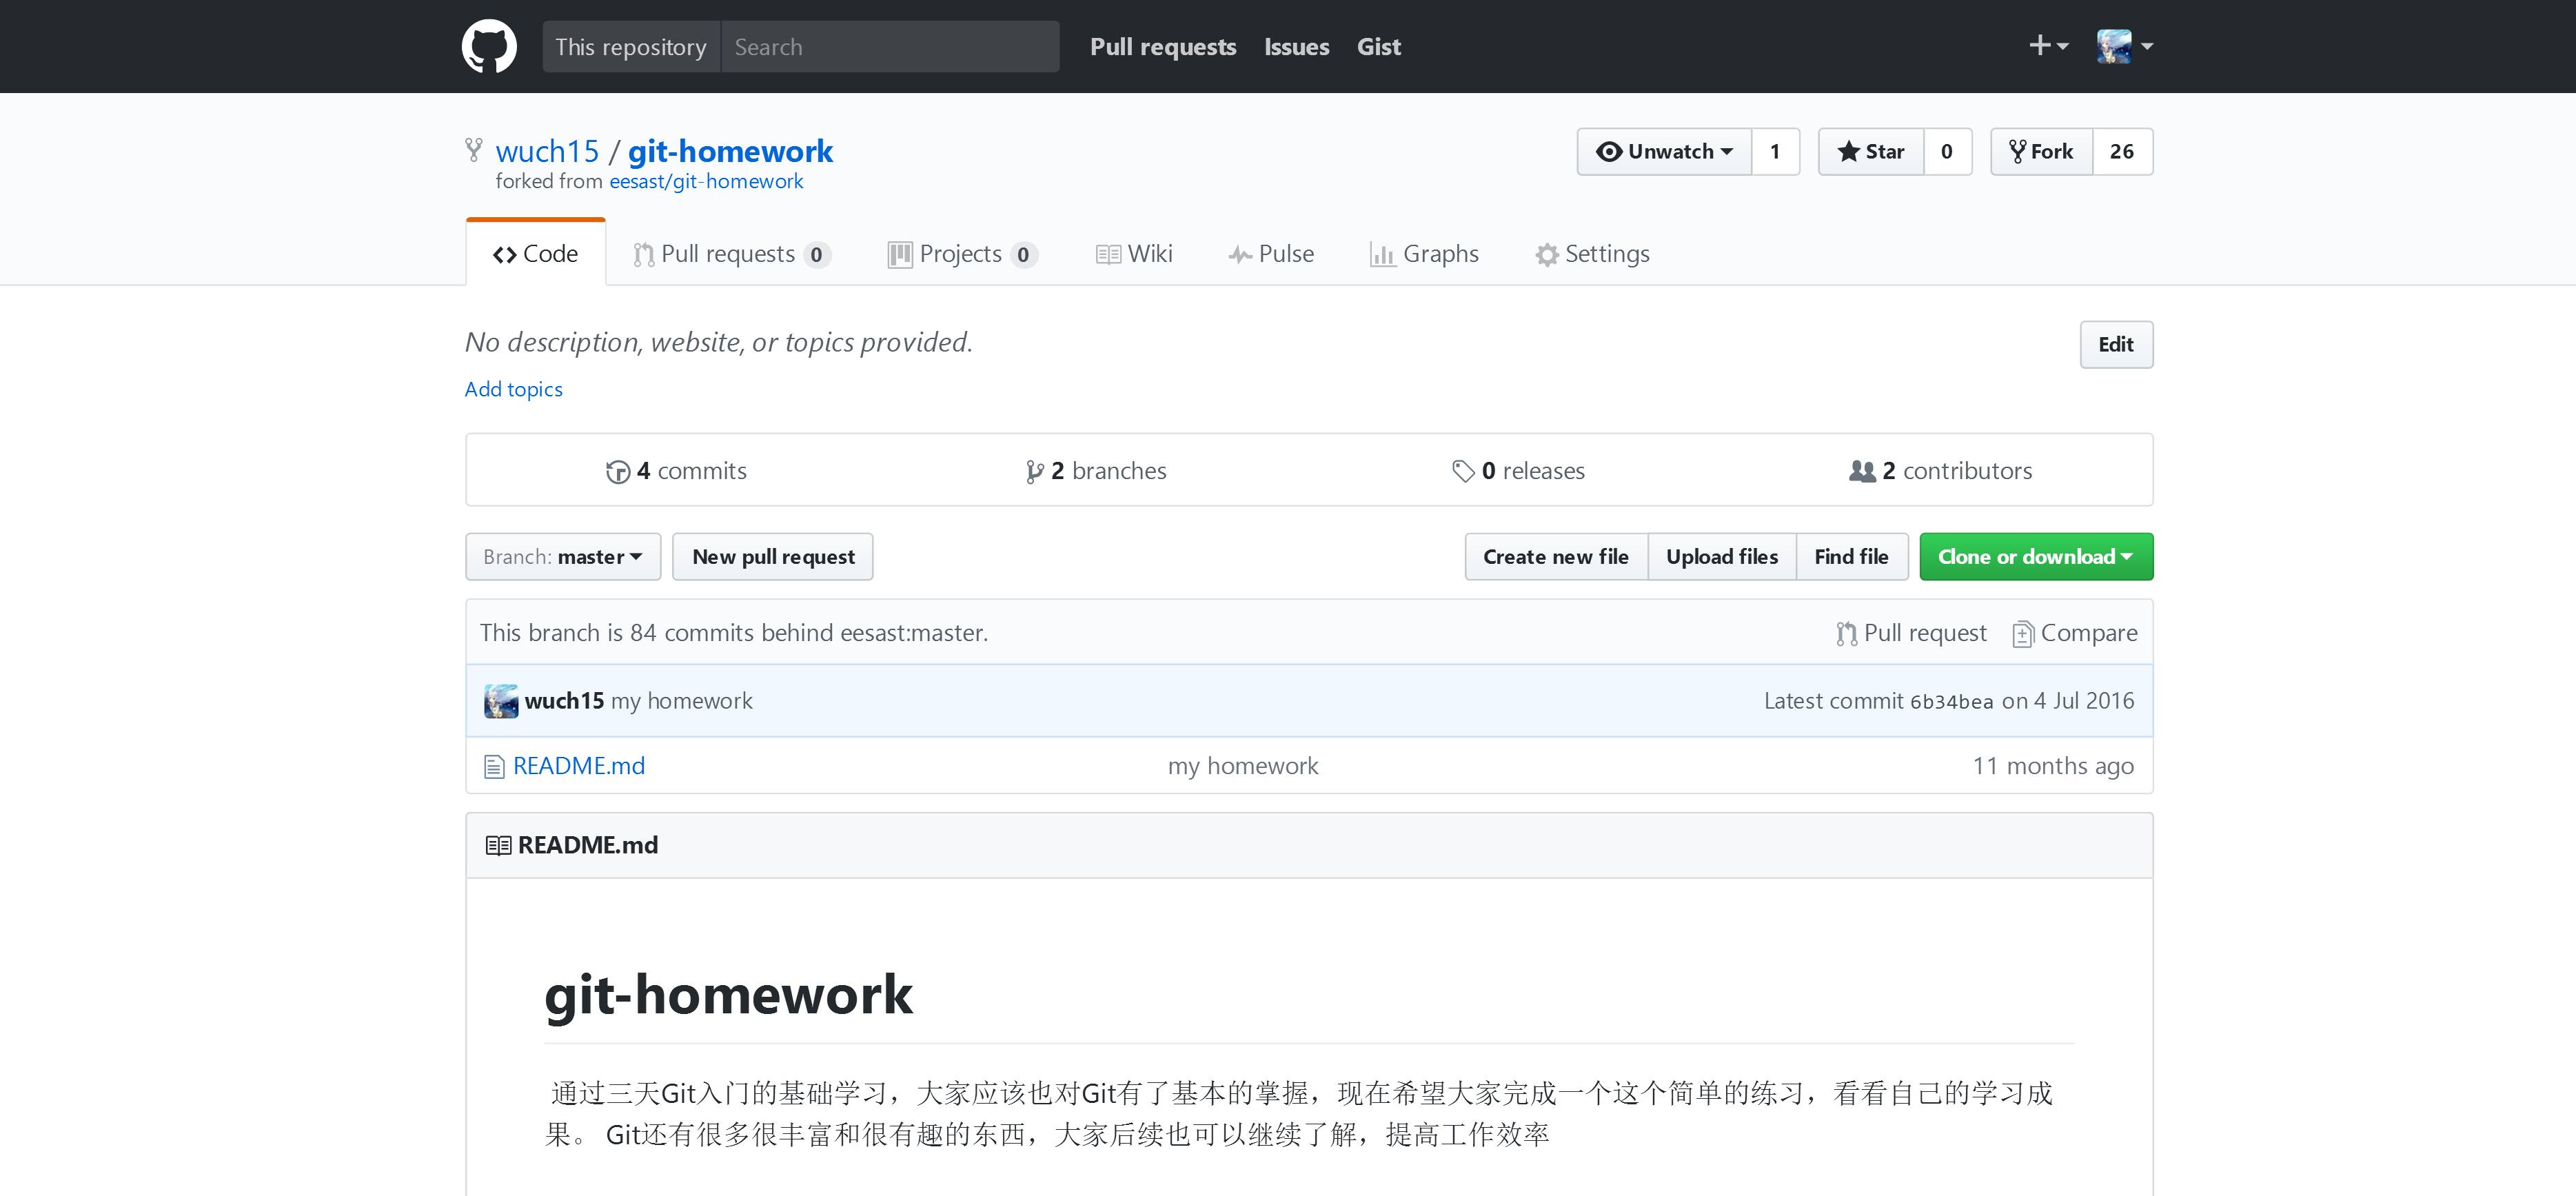 This repository Search Pull requests Issues Gist
wuch15 / git-homework Unwatch 1 Star 0 Fork 26
forked from eesast/git-homework
Code Pull requests 0 Projects 0 Wiki Pulse Graphs Settings
No description, website, or topics provided. Edit
Add topics
4 commits 2 branches 0 releases 2 contributors
Branch: master New pull request Create new file Upload files Find file Clone or download
This branch is 84 commits behind eesast:master. Pull request Compare
wuch15 my homework Latest commit 6b34bea on 4 Jul 2016
README.md my homework 11 months ago
README.md
git-homework
通过三天Git入门的基础学习，大家应该也对Git有了基本的掌握，现在希望大家完成一个这个简单的练习，看看自己的学习成
果。 Git还有很多很丰富和很有趣的东西，大家后续也可以继续了解，提高工作效率